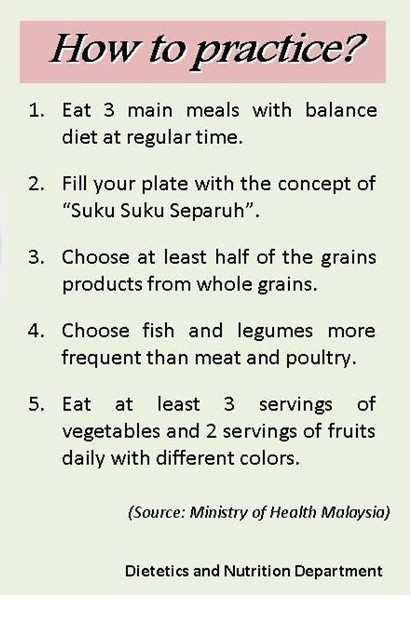 How to practice?
1. Eat 3 main meals with balance
diet at regular time.
2. Fill your plate with the concept of
“Suku Suku Separuh”.
3. Choose at least half of the grains
products from whole grains.
4. Choose fish and legumes more
frequent than meat and poultry.
5. Eat at least 3 servings of
vegetables and 2 servings of fruits
daily with different colors.
(Source: Ministry of Health Malaysia)
Dietetics and Nutrition Department